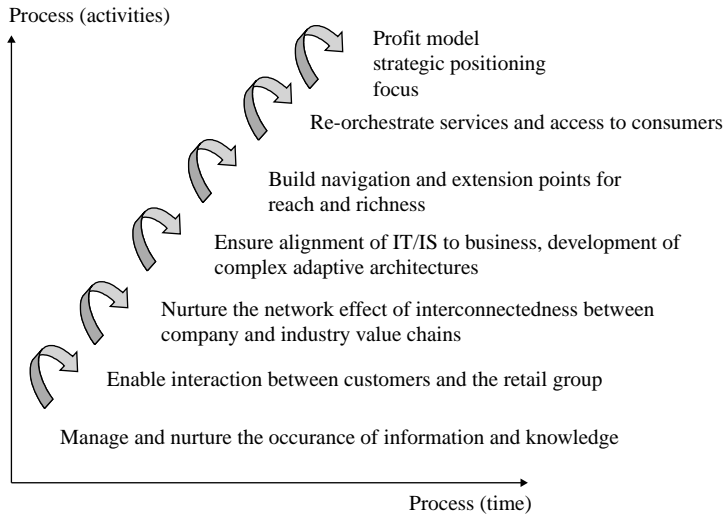 Process (activities)
Profit model
strategic positioning
focus
Re-orchestrate services and access to consumers
Build navigation and extension points for
reach and richness
Ensure alignment of IT/IS to business, development of
complex adaptive architectures
Nurture the network effect of interconnectedness between
company and industry value chains
Enable interaction between customers and the retail group
Manage and nurture the occurance of information and knowledge
Process (time)